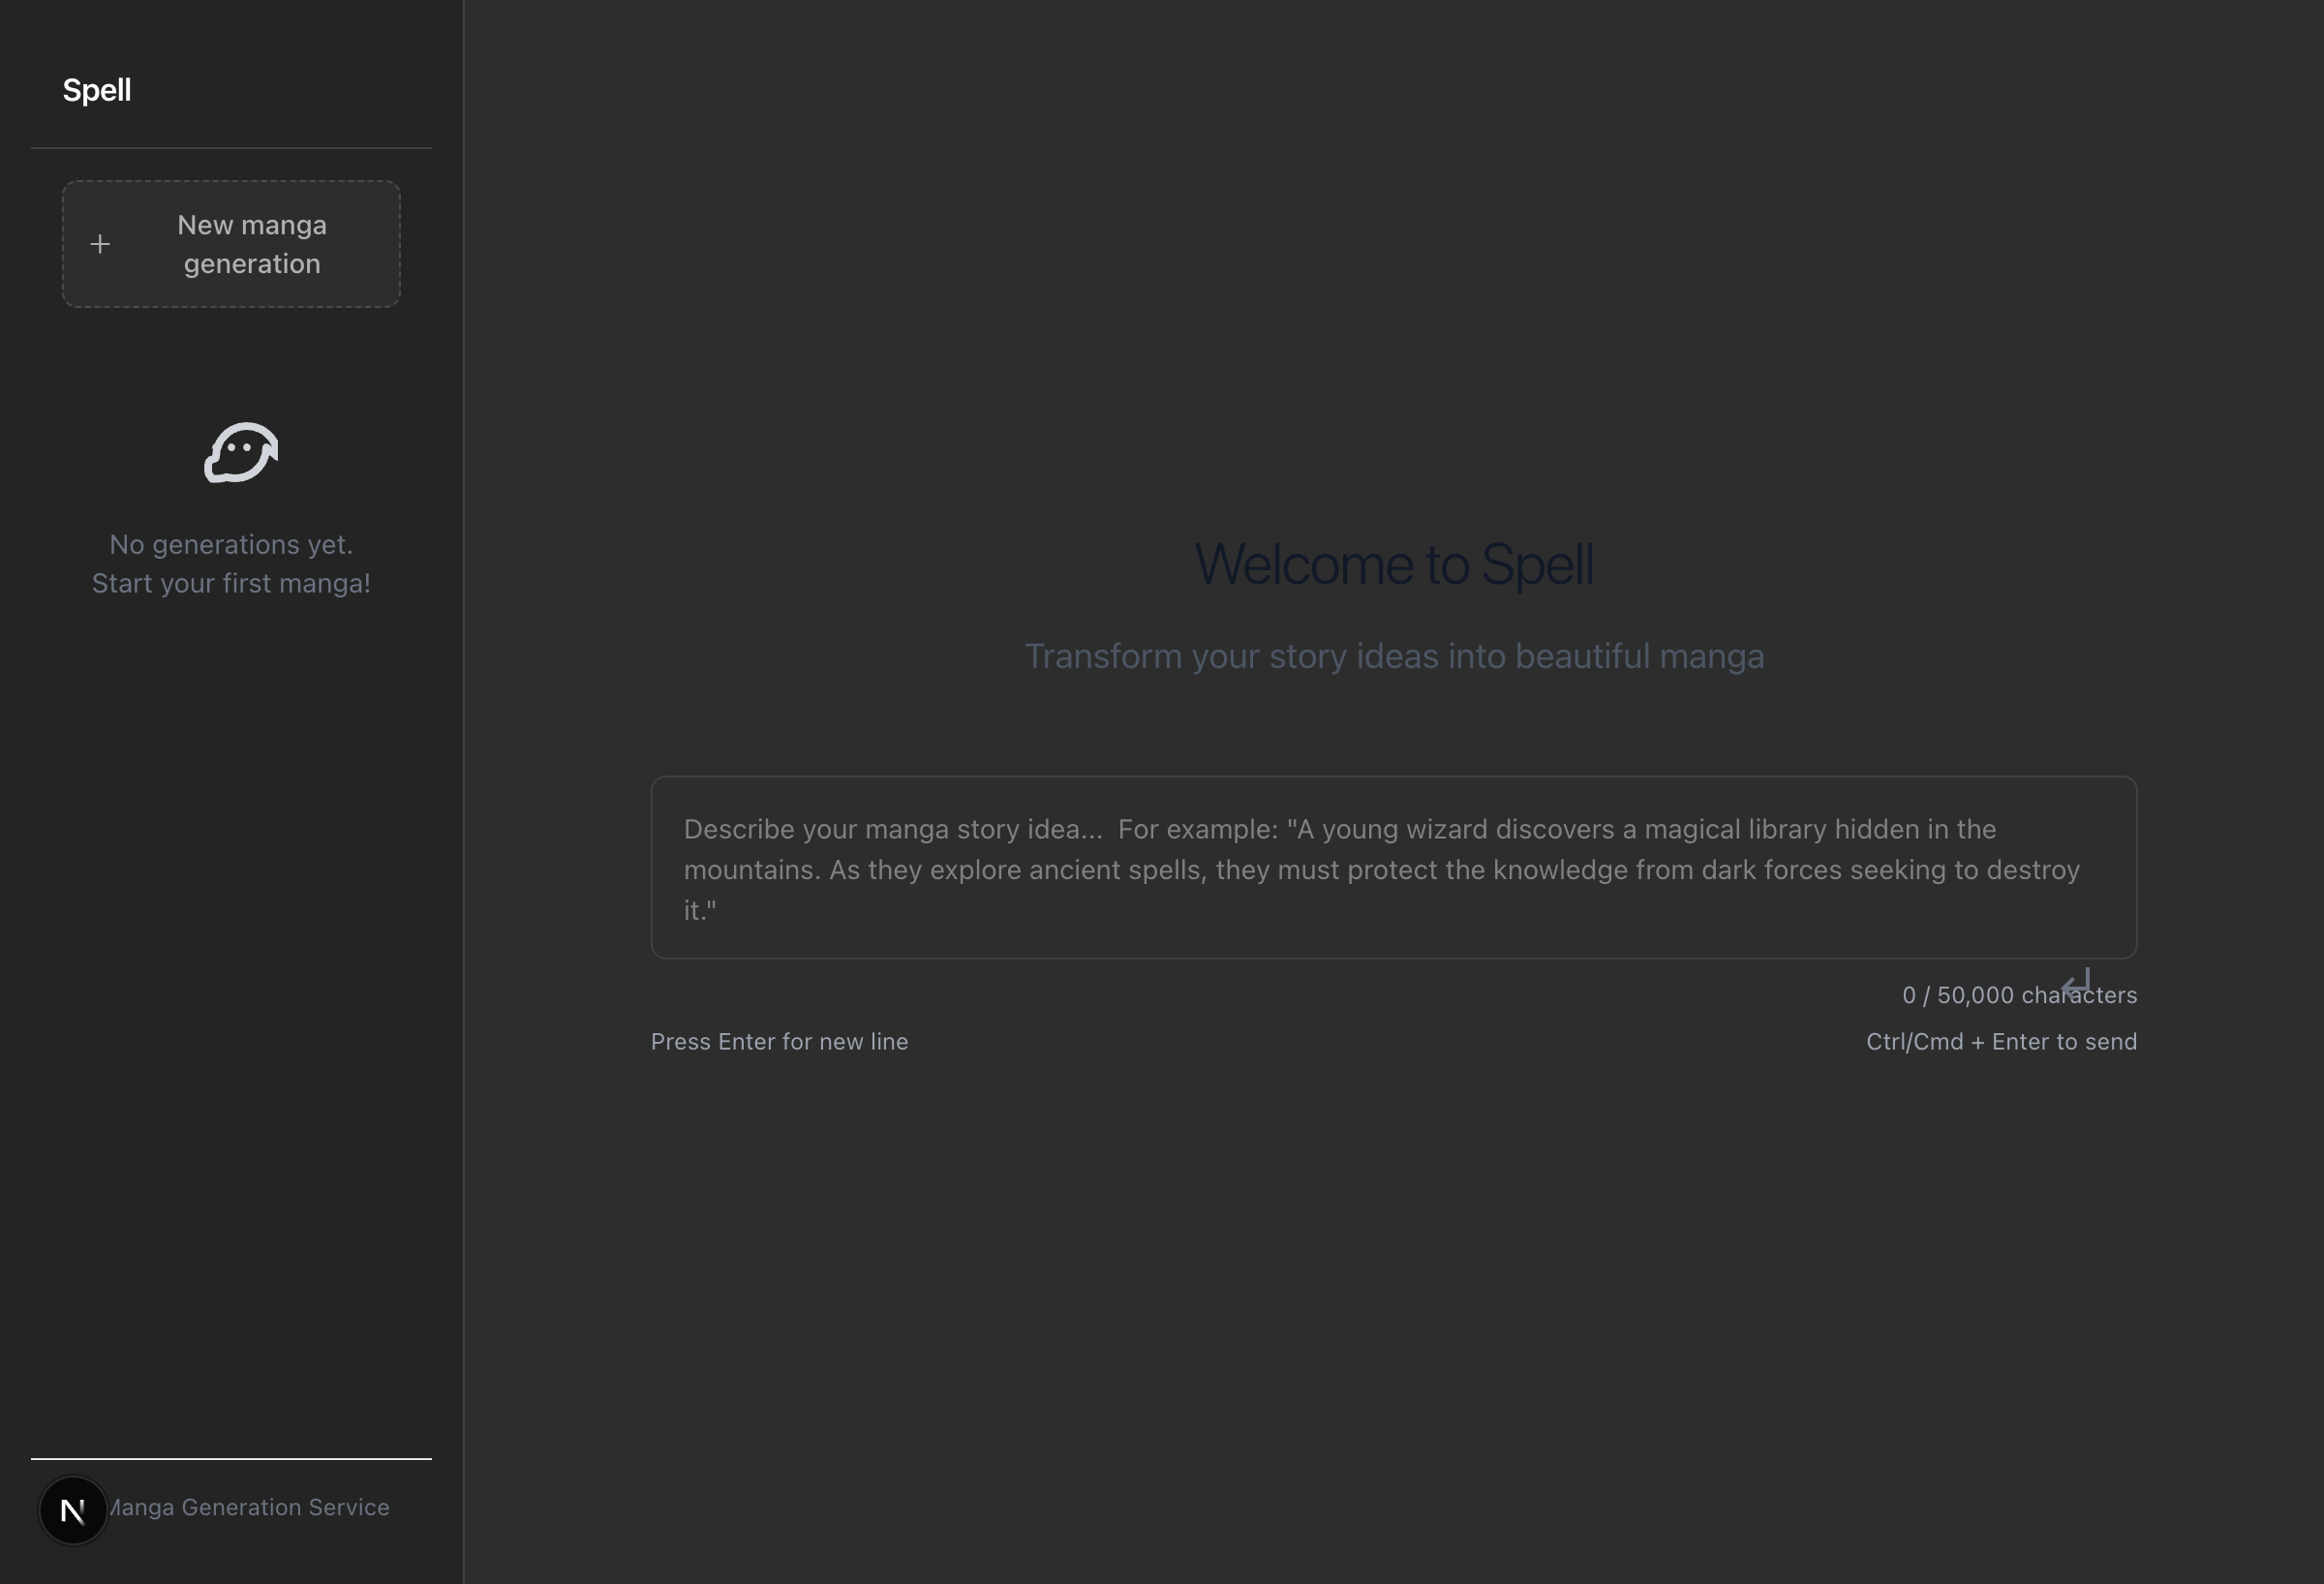 Spell
+ New manga
generation
No generations yet.
Start your first manga!
Manga Generation Service
Welcome to Spell
Transform your story ideas into beautiful manga
Describe your manga story idea... For example: "A young wizard discovers a magical library hidden in the
mountains. As they explore ancient spells, they must protect the knowledge from dark forces seeking to destroy
it."
0 / 50,000 characters
Press Enter for new line
Ctrl/Cmd + Enter to send